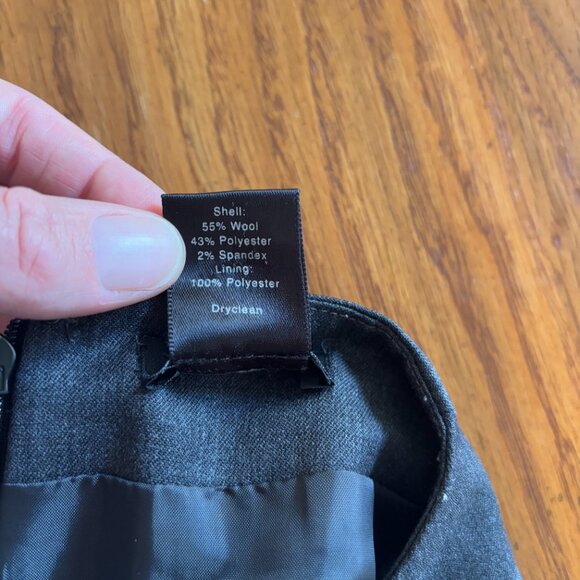 Shell:
55% Wool
43% Polyester
2% Spandex
Lining:
100% Polyester
Dryclean